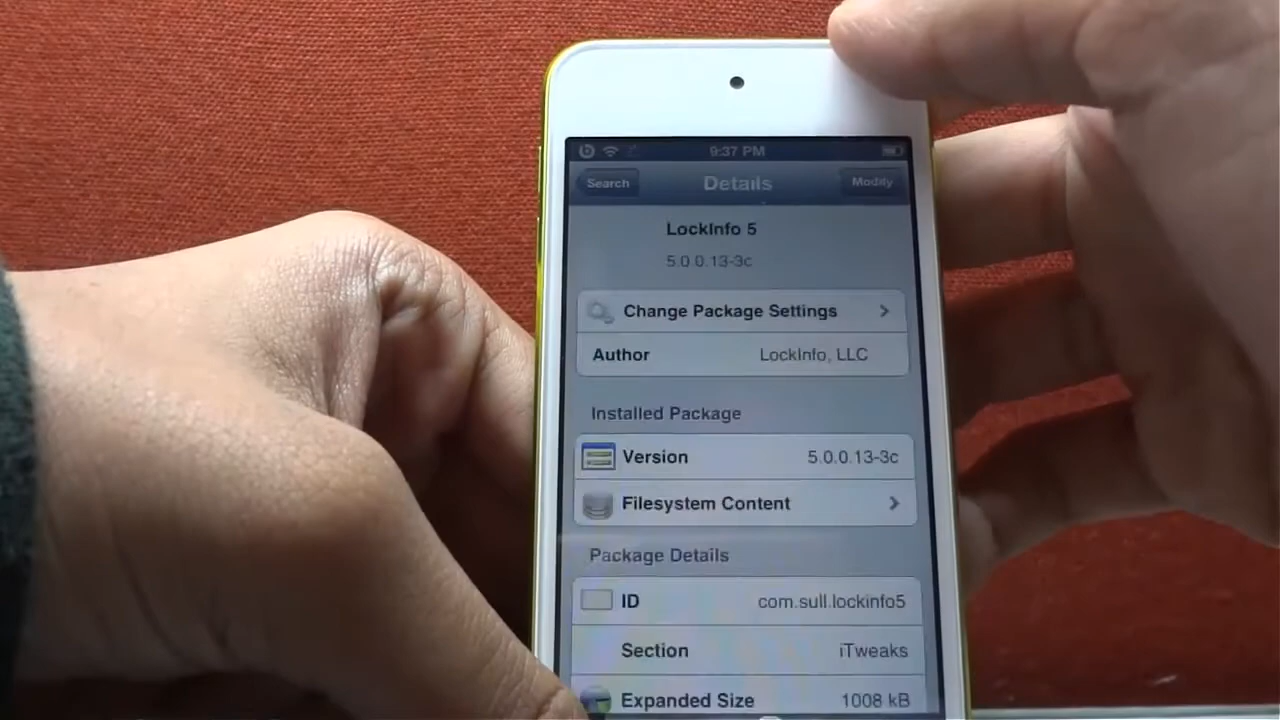 9:37 PM
Search Details Modify
LockInfo 5
5.0.0.13-3c
Change Package Settings
Author LockInfo, LLC
Installed Package
Version 5.0.0.13-3c
Filesystem Content
Package Details
ID com.sull.lockinfo5
Section iTweaks
Expanded Size 1008 kB